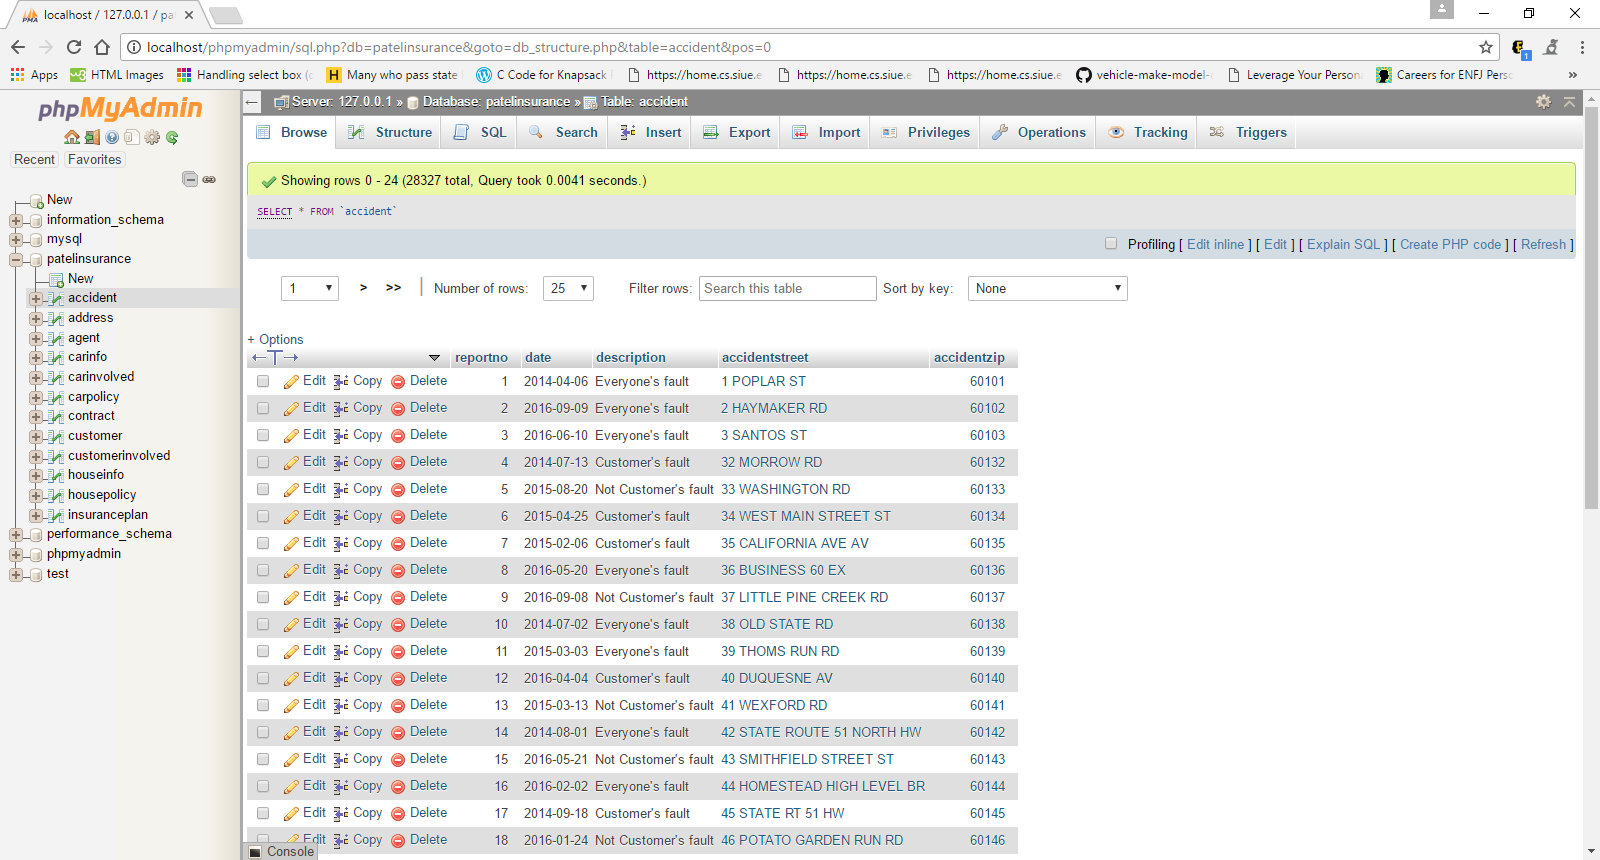 localhost / 127.0.0.1 / pa
localhost/phpmyadmin/sql.php?db=patelinsurance&goto=db_structure.php&table=accident&pos=0
1
Apps
HTML Images
Handling select box (
Many who pass state
C Code for Knapsack
https://home.cs.siue.e
https://home.cs.siue.e
https://home.cs.siue.e
vehicle-make-model-
Leverage Your Person
Careers for ENFJ Pers
»
phpMyAdmin
Recent
Favorites
New
information_schema
mysql
patelinsurance
New
accident
address
agent
carinfo
carinvolved
carpolicy
contract
customer
customerinvolved
houseinfo
housepolicy
insuranceplan
performance_schema
phpmyadmin
test
Server: 127.0.0.1 » Database: patelinsurance » Table: accident
Browse
Structure
SQL
Search
Insert
Export
Import
Privileges
Operations
Tracking
Triggers
Showing rows 0 - 24 (28327 total, Query took 0.0041 seconds.)
SELECT * FROM `accident`
Profiling [ Edit inline ] [ Edit ] [ Explain SQL ] [ Create PHP code ] [ Refresh ]
1 > >> | Number of rows: 25 Filter rows: Search this table Sort by key: None
+ Options
reportno date description accidentstreet accidentzip
Edit Copy Delete 1 2014-04-06 Everyone's fault 1 POPLAR ST 60101
Edit Copy Delete 2 2016-09-09 Everyone's fault 2 HAYMAKER RD 60102
Edit Copy Delete 3 2016-06-10 Everyone's fault 3 SANTOS ST 60103
Edit Copy Delete 4 2014-07-13 Customer's fault 32 MORROW RD 60132
Edit Copy Delete 5 2015-08-20 Not Customer's fault 33 WASHINGTON RD 60133
Edit Copy Delete 6 2015-04-25 Customer's fault 34 WEST MAIN STREET ST 60134
Edit Copy Delete 7 2015-02-06 Customer's fault 35 CALIFORNIA AVE AV 60135
Edit Copy Delete 8 2016-05-20 Everyone's fault 36 BUSINESS 60 EX 60136
Edit Copy Delete 9 2016-09-08 Not Customer's fault 37 LITTLE PINE CREEK RD 60137
Edit Copy Delete 10 2014-07-02 Everyone's fault 38 OLD STATE RD 60138
Edit Copy Delete 11 2015-03-03 Everyone's fault 39 THOMS RUN RD 60139
Edit Copy Delete 12 2016-04-04 Customer's fault 40 DUQUESNE AV 60140
Edit Copy Delete 13 2015-03-13 Not Customer's fault 41 WEXFORD RD 60141
Edit Copy Delete 14 2014-08-01 Everyone's fault 42 STATE ROUTE 51 NORTH HW 60142
Edit Copy Delete 15 2016-05-21 Not Customer's fault 43 SMITHFIELD STREET ST 60143
Edit Copy Delete 16 2016-02-02 Everyone's fault 44 HOMESTEAD HIGH LEVEL BR 60144
Edit Copy Delete 17 2014-09-18 Customer's fault 45 STATE RT 51 HW 60145
Edit Copy Delete 18 2016-01-24 Not Customer's fault 46 POTATO GARDEN RUN RD 60146
Console